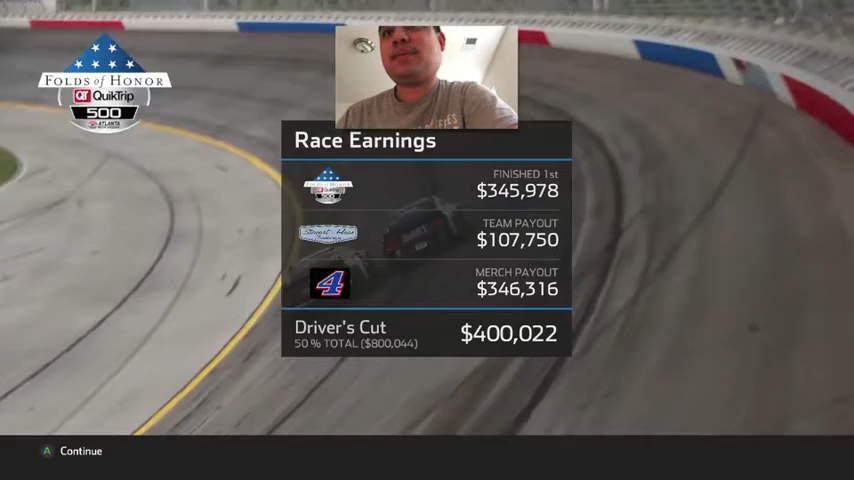 FOLDS of HONOR
QT QuikTrip
500
ATLANTA
Race Earnings
FINISHED 1st
$345,978
TEAM PAYOUT
$107,750
4
MERCH PAYOUT
$346,316
Driver's Cut
50 % TOTAL ($800,044)
$400,022
A Continue